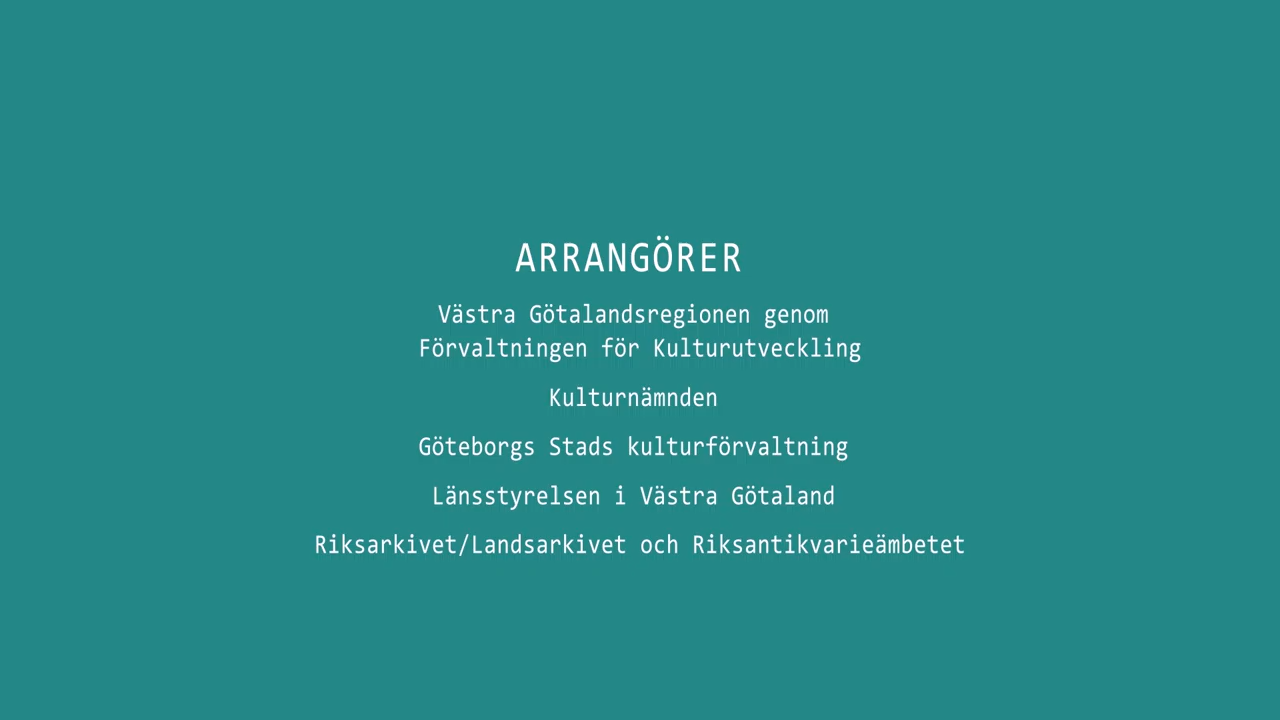 ARRANGÖRER
Västra Götalandsregionen genom
Förvaltningen för Kulturutveckling
Kulturnämnden
Göteborgs Stads kulturförvaltning
Länsstyrelsen i Västra Götaland
Riksarkivet/Landsarkivet och Riksantikvarieämbetet